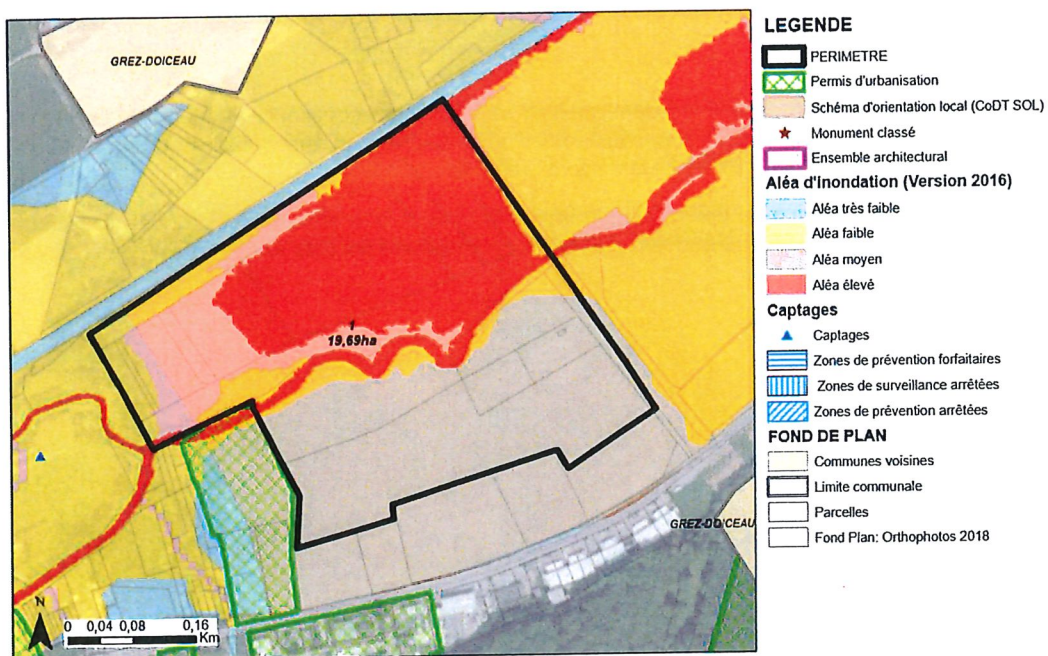 GREZ-DOICEAU
1
19,69ha
GREZ-DOICEAU
N
0 0,04 0,08 0,16
Km
LEGENDE
PERIMETRE
Permis d'urbanisation
Schéma d'orientation local (CoDT SOL)
Monument classé
Ensemble architectural
Aléa d'Inondation (Version 2016)
Aléa très faible
Aléa faible
Aléa moyen
Aléa élevé
Captages
Captages
Zones de prévention forfaitaires
Zones de surveillance arrêtées
Zones de prévention arrêtées
FOND DE PLAN
Communes voisines
Limite communale
Parcelles
Fond Plan: Orthophotos 2018